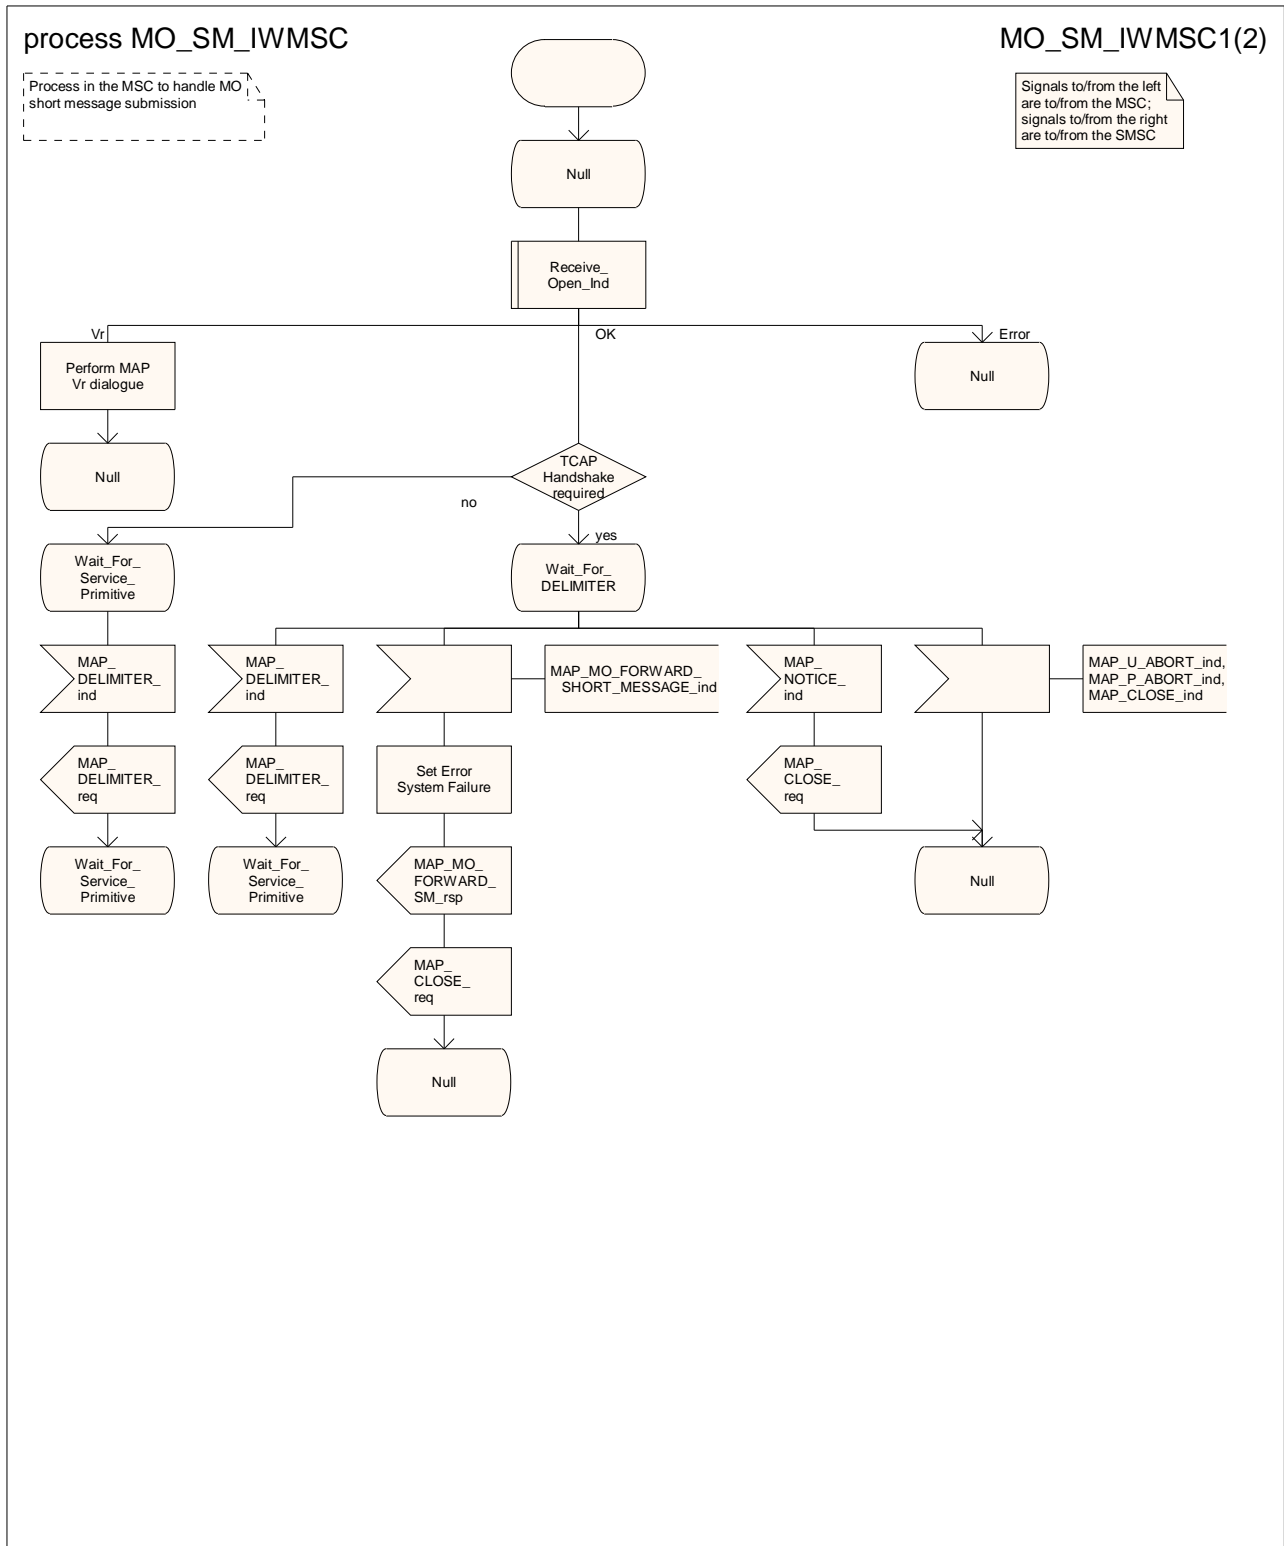 process MO_SM_IWMSC
MO_SM_IWMSC1(2)
Process in the MSC to handle MO
short message submission
Signals to/from the left
are to/from the MSC;
signals to/from the right
are to/from the SMSC
Null
Receive_
Open_Ind
Vr
OK
Error
Perform MAP
Vr dialogue
Null
Null
TCAP
Handshake
required
no
yes
Wait_For_
Service_
Primitive
Wait_For_
DELIMITER
MAP_
DELIMITER_
ind
MAP_
DELIMITER_
ind
MAP_MO_FORWARD_
SHORT_MESSAGE_ind
MAP_
NOTICE_
ind
MAP_U_ABORT_ind,
MAP_P_ABORT_ind,
MAP_CLOSE_ind
MAP_
DELIMITER_
req
MAP_
DELIMITER_
req
Set Error
System Failure
MAP_
CLOSE_
req
Wait_For_
Service_
Primitive
Wait_For_
Service_
Primitive
MAP_MO_
FORWARD_
SM_rsp
Null
MAP_
CLOSE_
req
Null